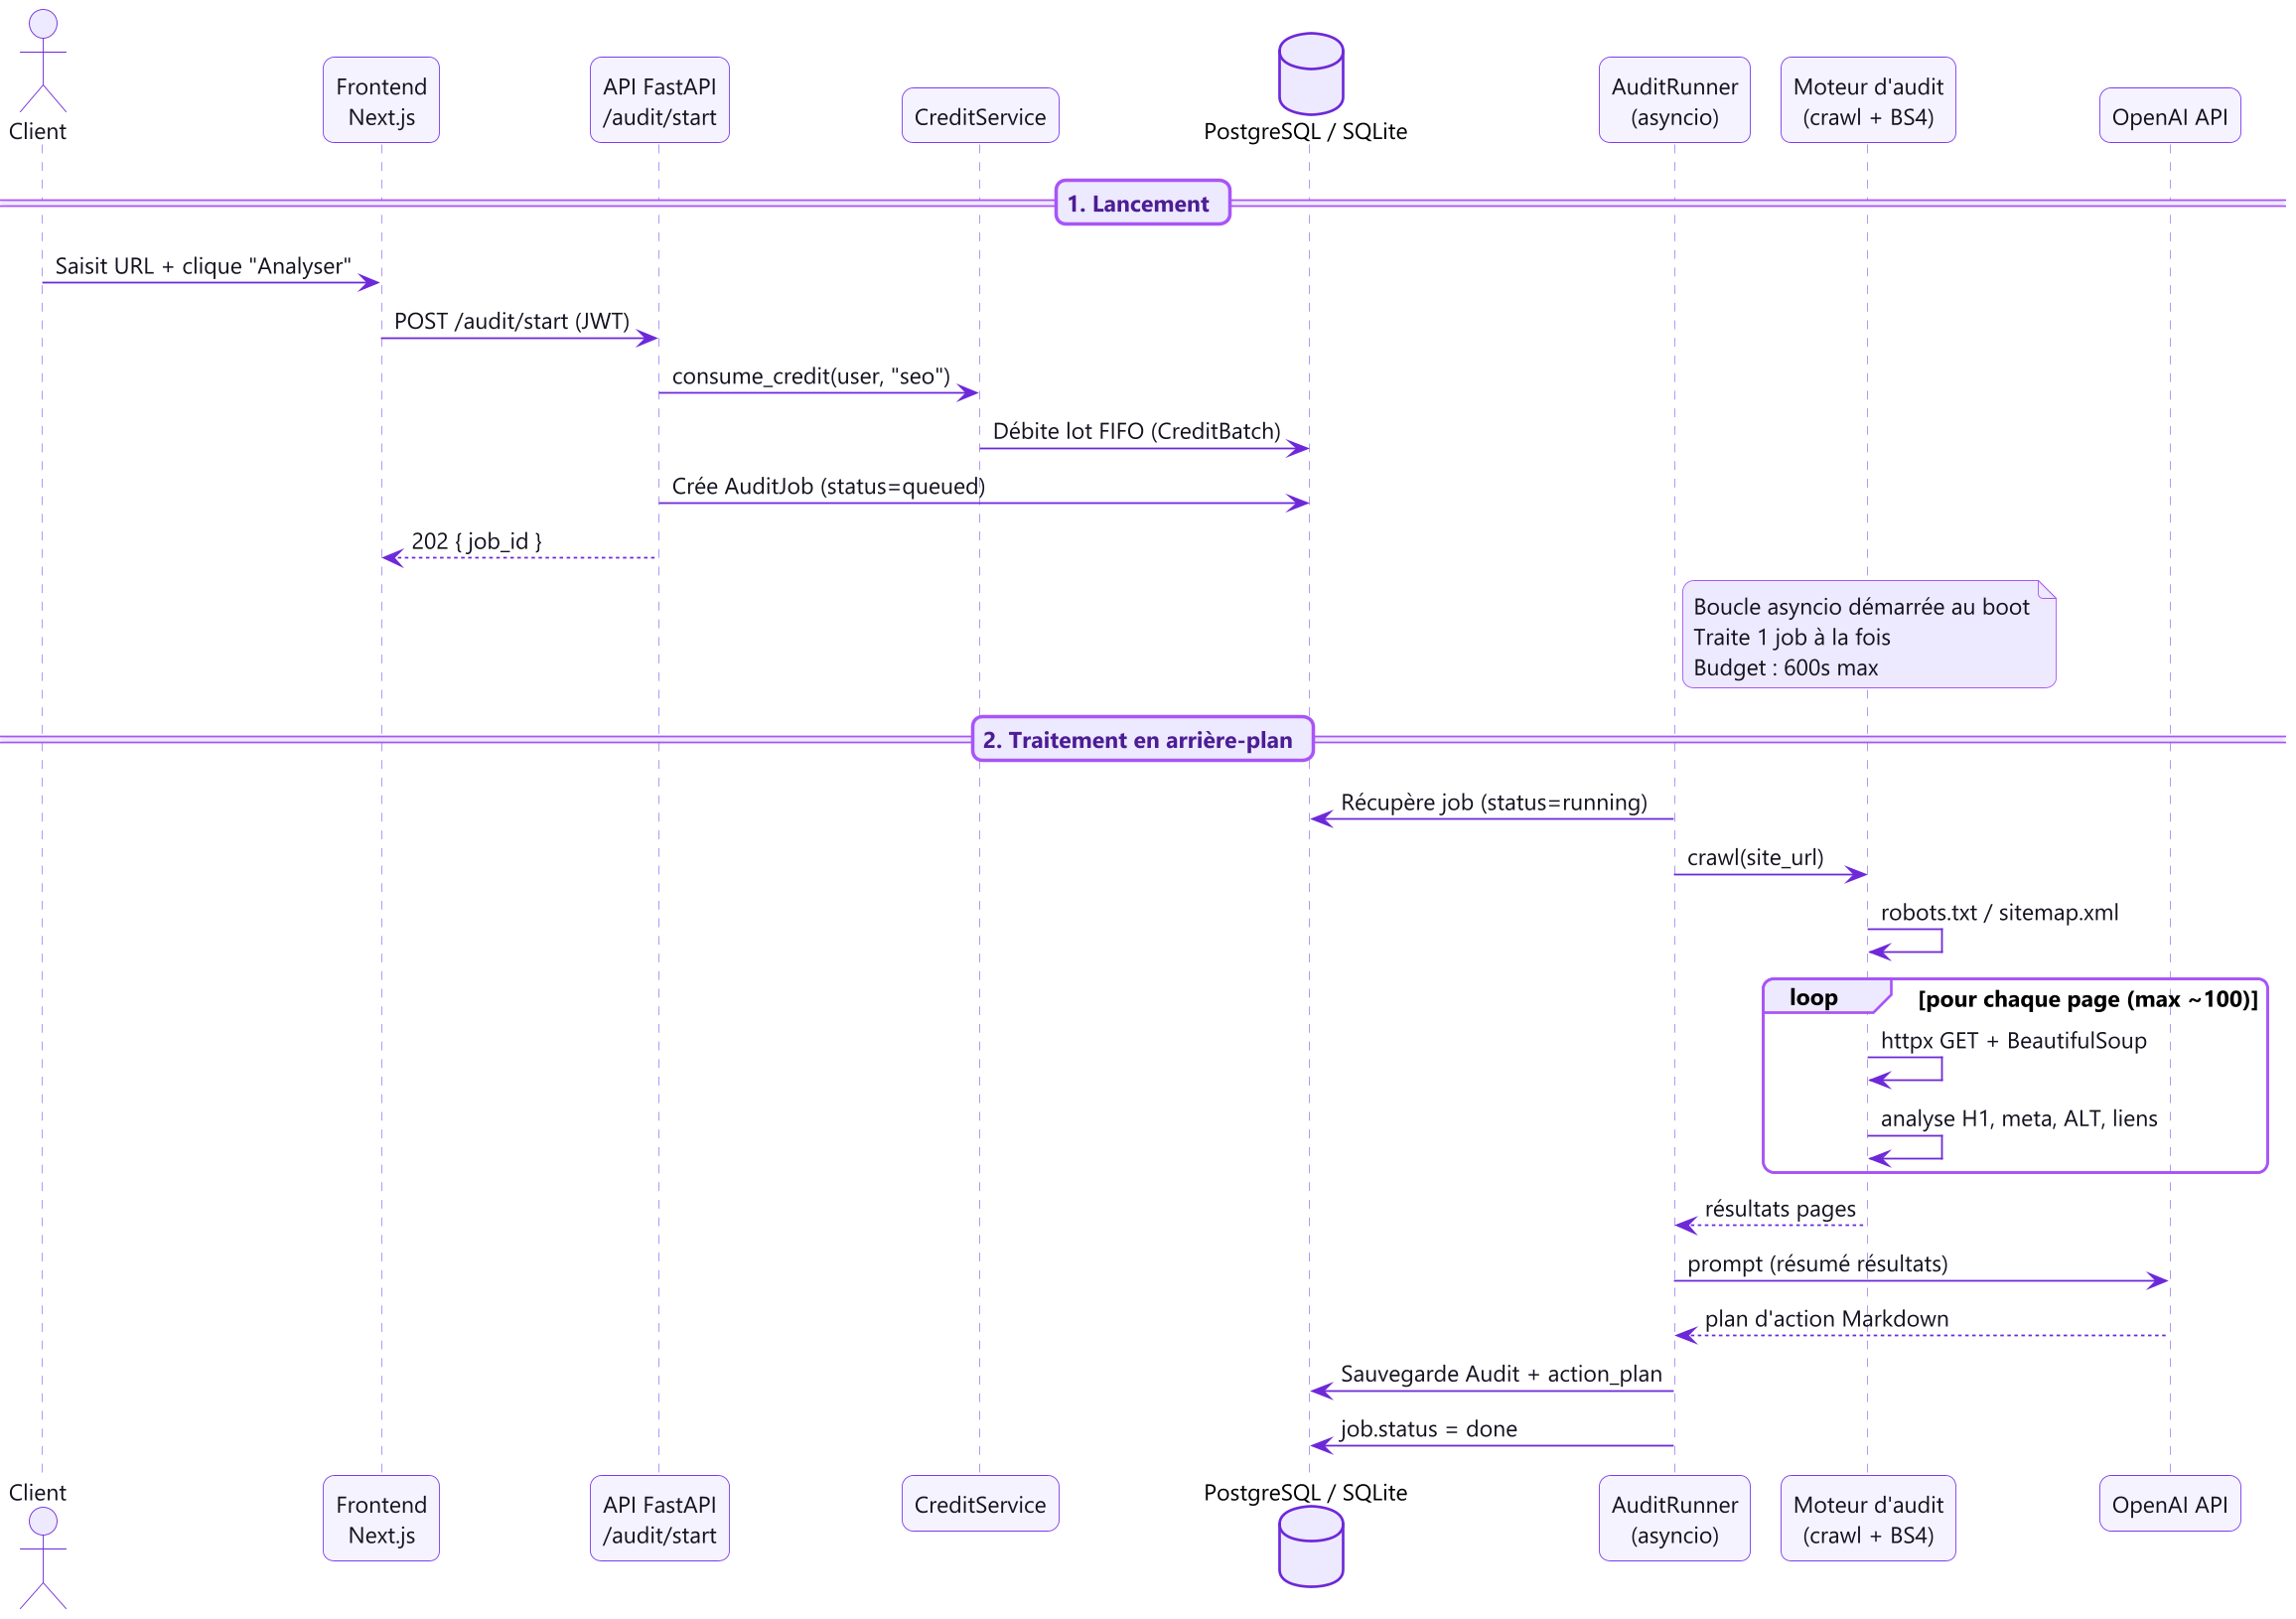 Client
Frontend
Next.js
API FastAPI
/audit/start
CreditService
PostgreSQL / SQLite
AuditRunner
(asyncio)
Moteur d'audit
(crawl + BS4)
OpenAI API
1. Lancement
Saisit URL + clique "Analyser"
POST /audit/start (JWT)
consume_credit(user, "seo")
Débite lot FIFO (CreditBatch)
Crée AuditJob (status=queued)
202 { job_id }
Boucle asyncio démarrée au boot
Traite 1 job à la fois
Budget : 600s max
2. Traitement en arrière-plan
Récupère job (status=running)
crawl(site_url)
robots.txt / sitemap.xml
loop
[pour chaque page (max ~100)]
httpx GET + BeautifulSoup
analyse H1, meta, ALT, liens
résultats pages
prompt (résumé résultats)
plan d'action Markdown
Sauvegarde Audit + action_plan
job.status = done
Client
Frontend
Next.js
API FastAPI
/audit/start
CreditService
PostgreSQL / SQLite
AuditRunner
(asyncio)
Moteur d'audit
(crawl + BS4)
OpenAI API